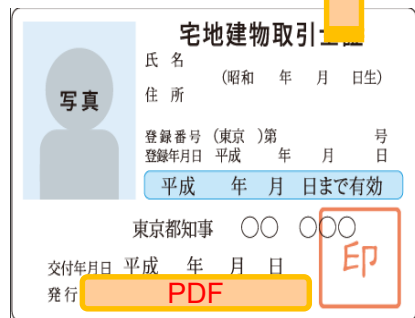 宅地建物取引
氏 名
(昭和 年 月 日生)
写真
住 所
登録番号 (東京 )第 号
登録年月日 平成 年 月 日
平成 年 月 日まで有効
東京都知事 ○○ ○○○
印
交付年月日 平成 年 月 日
発行
PDF